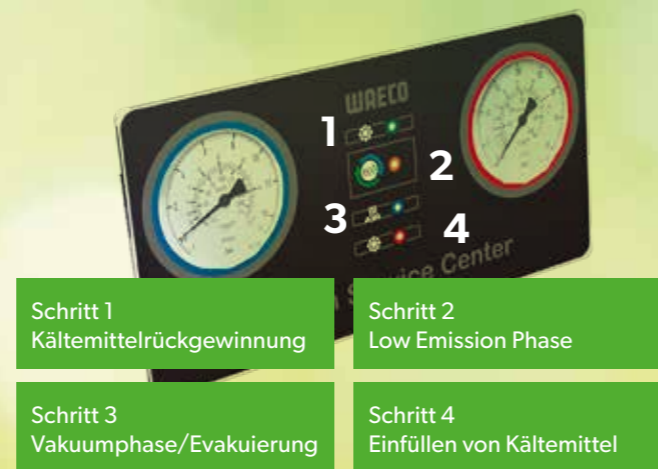 WAECO
1
2
3
4
Service Center
Schritt 1
Kältemittelrückgewinnung
Schritt 2
Low Emission Phase
Schritt 3
Vakuumphase/Evakuierung
Schritt 4
Einfüllen von Kältemittel